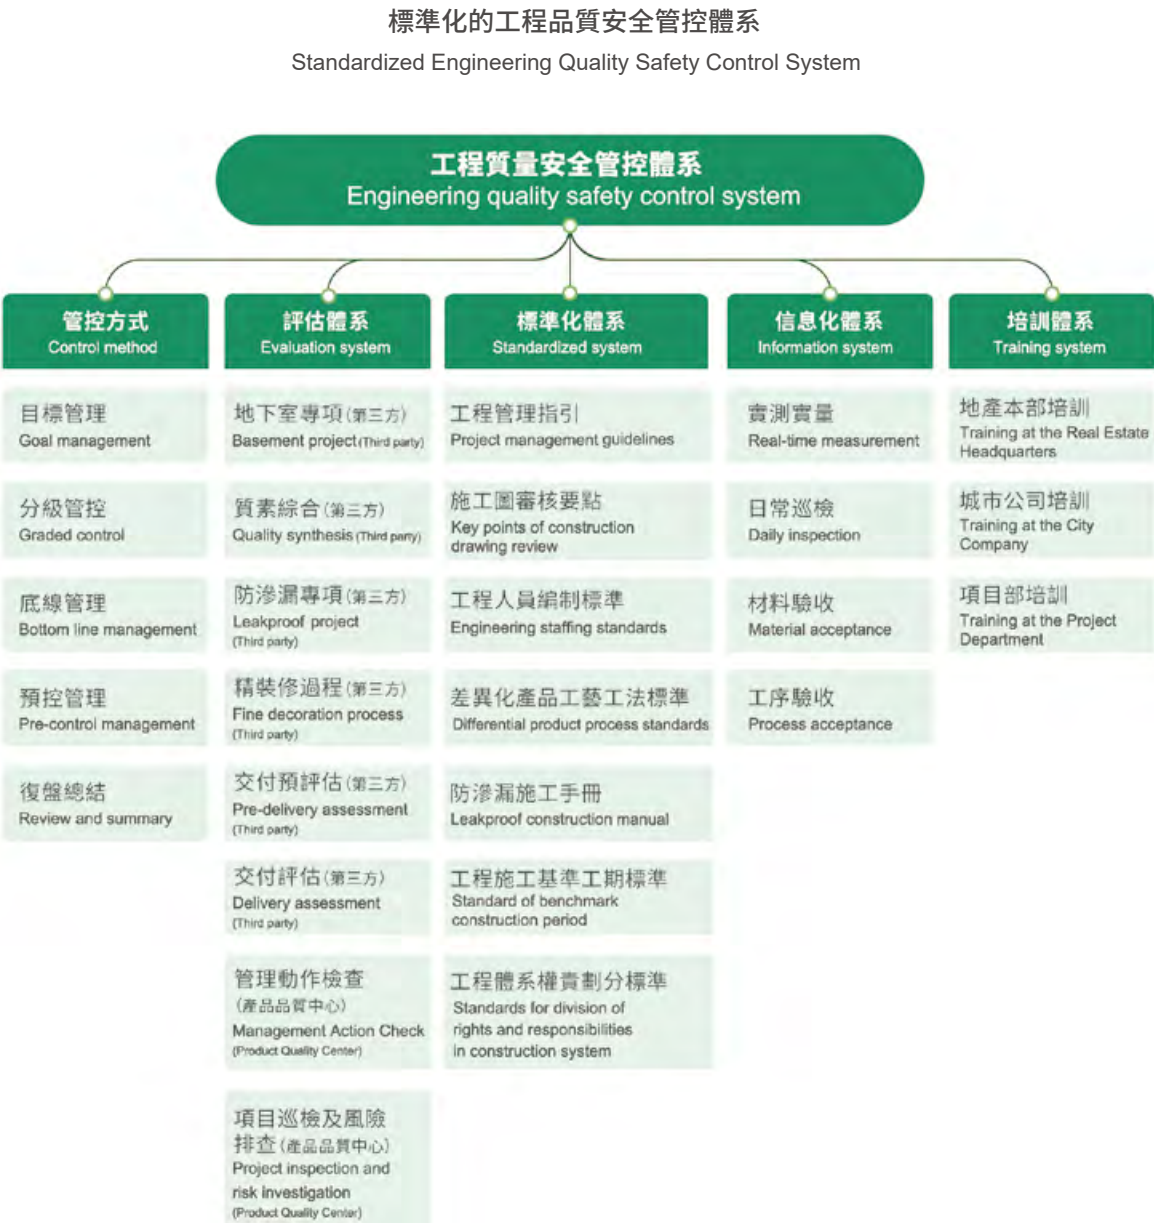 標準化的工程品質安全管控體系
Standardized Engineering Quality Safety Control System
工程質量安全管控體系
Engineering quality safety control system
管控方式
Control method
目標管理
Goal management
分級管控
Graded control
底線管理
Bottom line management
預控管理
Pre-control management
復盤總結
Review and summary
評估體系
Evaluation system
地下室專項(第三方)
Basement project(Third party)
質素綜合(第三方)
Quality synthesis(Third party)
防滲漏專項(第三方)
Leakproof project
(Third party)
精裝修過程(第三方)
Fine decoration process
(Third party)
交付預評估(第三方)
Pre-delivery assessment
(Third party)
交付評估(第三方)
Delivery assessment
(Third party)
管理動作檢查
(產品品質中心)
Management Action Check
(Product Quality Center)
項目巡檢及風險
排查(產品品質中心)
Project inspection and
risk investigation
(Product Quality Center)
標準化體系
Standardized system
工程管理指引
Project management guidelines
施工圖審核要點
Key points of construction
drawing review
工程人員編制標準
Engineering staffing standards
差異化產品工藝工法標準
Differential product process standards
防滲漏施工手冊
Leakproof construction manual
工程施工基準工期標準
Standard of benchmark
construction period
工程體系權責劃分標準
Standards for division of
rights and responsibilities
in construction system
信息化體系
Information system
實測實量
Real-time measurement
日常巡檢
Daily inspection
材料驗收
Material acceptance
工序驗收
Process acceptance
培訓體系
Training system
地產本部培訓
Training at the Real Estate
Headquarters
城市公司培訓
Training at the City
Company
項目部培訓
Training at the Project
Department